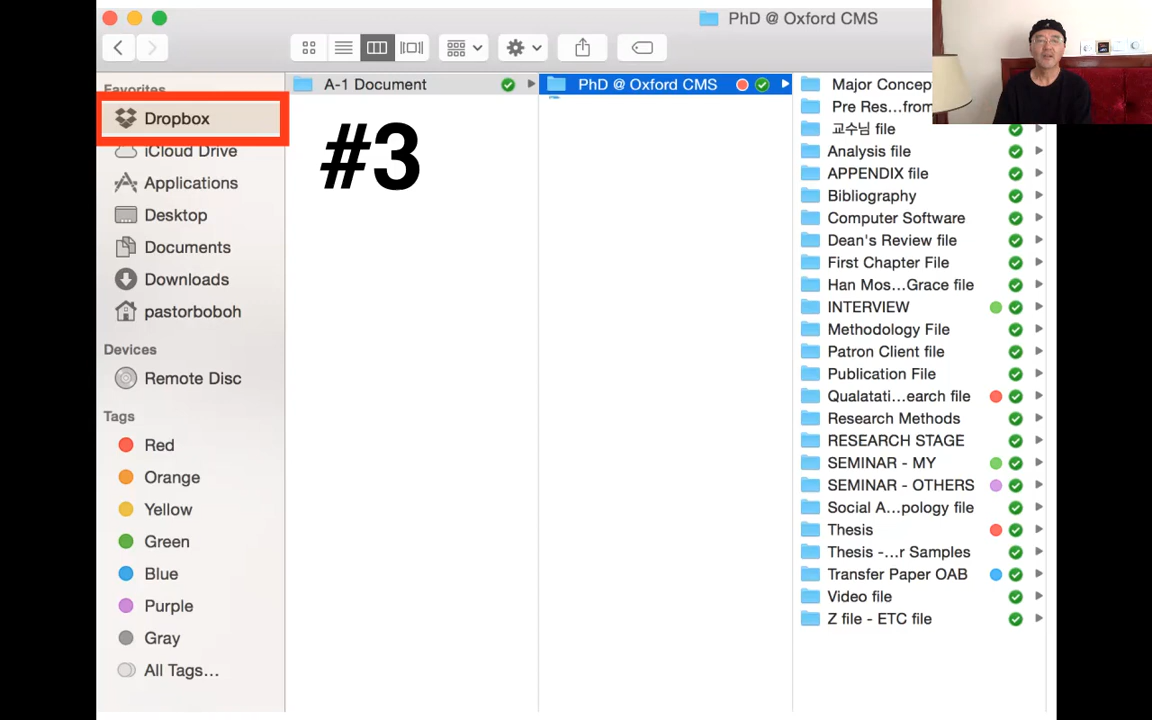 PhD @ Oxford CMS
Favorites
Dropbox
iCloud Drive
Applications
Desktop
Documents
Downloads
pastorboboh
Devices
Remote Disc
Tags
Red
Orange
Yellow
Green
Blue
Purple
Gray
All Tags...
A-1 Document
#3
PhD @ Oxford CMS
Major Concep
Pre Res...from
교수님 file
Analysis file
APPENDIX file
Bibliography
Computer Software
Dean's Review file
First Chapter File
Han Mos...Grace file
INTERVIEW
Methodology File
Patron Client file
Publication File
Qualatati...earch file
Research Methods
RESEARCH STAGE
SEMINAR - MY
SEMINAR - OTHERS
Social A...pology file
Thesis
Thesis -...r Samples
Transfer Paper OAB
Video file
Z file - ETC file